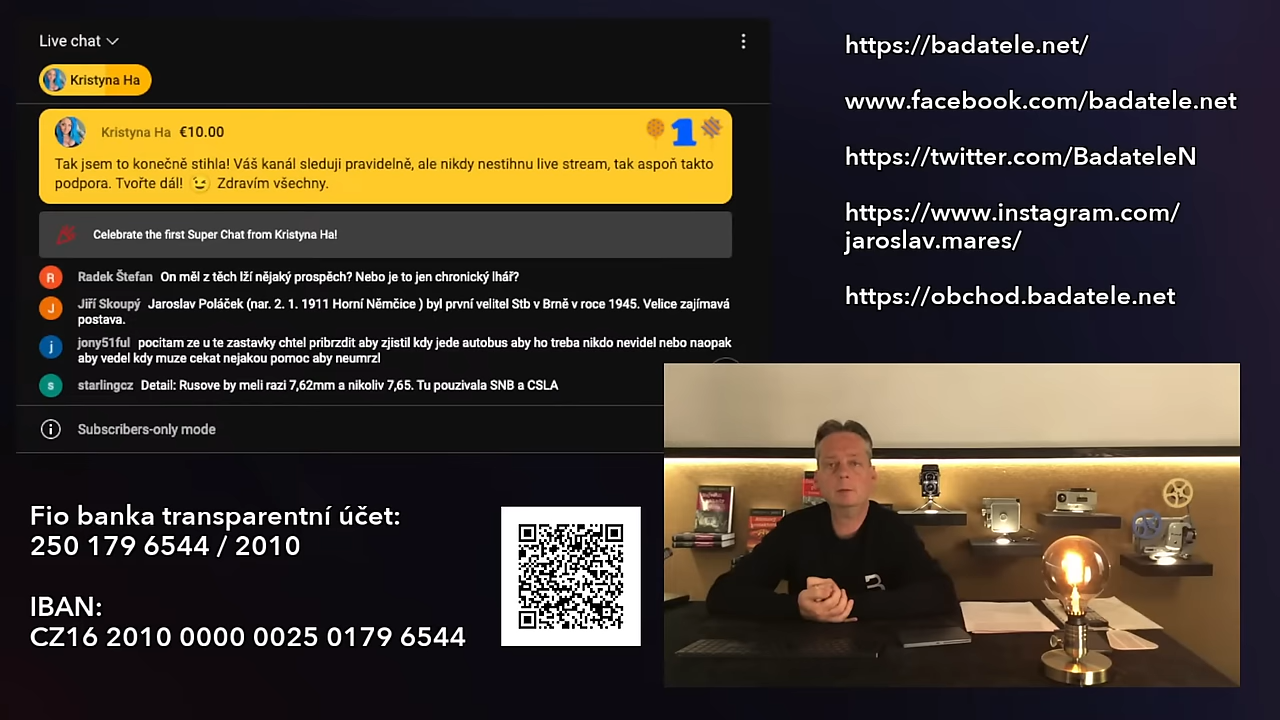 Live chat
Kristyna Ha
Kristyna Ha €10.00
1
Tak jsem to konečně stihla! Váš kanál sleduji pravidelně, ale nikdy nestihnu live stream, tak aspoň takto
podpora. Tvořte dál! 😉 Zdravím všechny.
Celebrate the first Super Chat from Kristyna Ha!
R Radek Štefan On měl z těch lží nějaký prospěch? Nebo je to jen chronický lhář?
J Jiří Skoupý Jaroslav Poláček (nar. 2. 1. 1911 Horní Němčice ) byl první velitel Stb v Brně v roce 1945. Velice zajímavá
postava.
j jony51ful pocitam ze u te zastavky chtel pribrzdit aby zjistil kdy jede autobus aby ho treba nikdo nevidel nebo naopak
aby vedel kdy muze cekat nejakou pomoc aby neumrzl
s starlingcz Detail: Rusove by meli razi 7,62mm a nikoliv 7,65. Tu pouzivala SNB a CSLA
Subscribers-only mode
https://badatele.net/
www.facebook.com/badatele.net
https://twitter.com/BadateleN
https://www.instagram.com/
jaroslav.mares/
https://obchod.badatele.net
Fio banka transparentní účet:
250 179 6544 / 2010
IBAN:
CZ16 2010 0000 0025 0179 6544